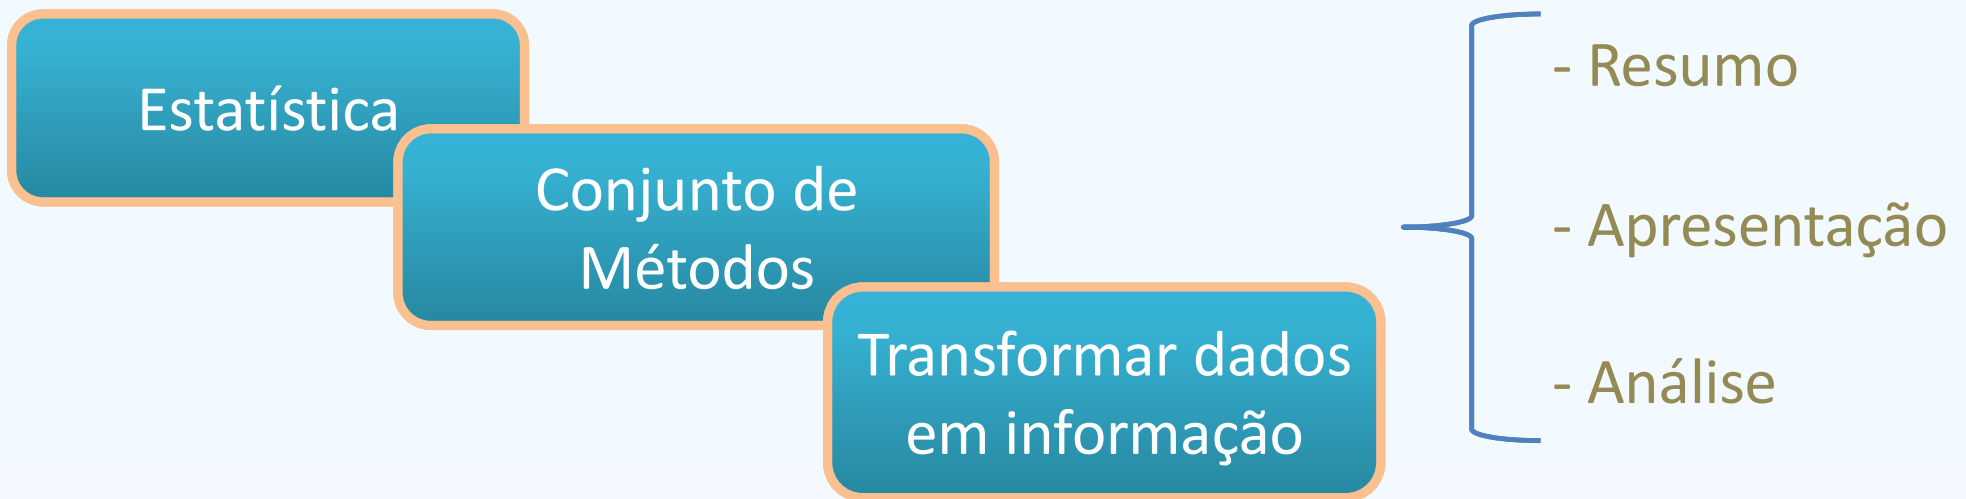 Estatística
Conjunto de
Métodos
Transformar dados
em informação
- Resumo
- Apresentação
- Análise